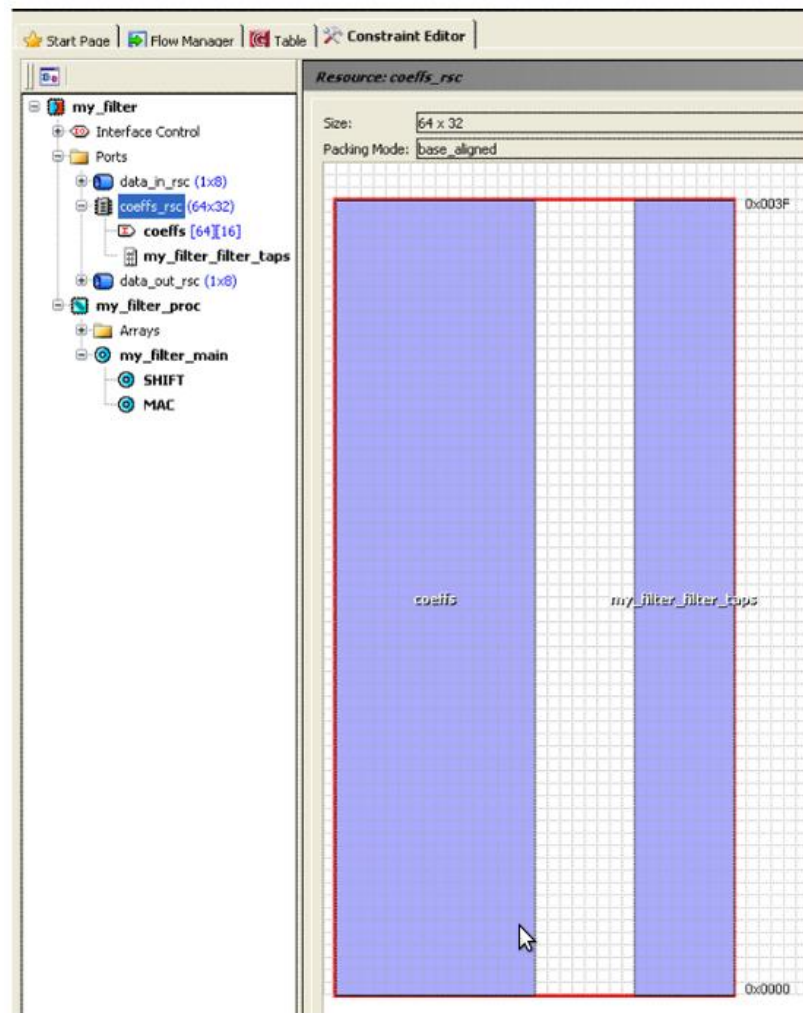 Start Page Flow Manager Table Constraint Editor
my_filter
Interface Control
Ports
data_in_rsc (1x8)
coeffs_rsc (64x32)
coeffs [64][16]
my_filter_filter_taps
data_out_rsc (1x8)
my_filter_proc
Arrays
my_filter_main
SHIFT
MAC
Resource: coeffs_rsc
Size: 64 x 32
Packing Mode: base_aligned
0x003F
coeffs my_filter_filter_taps
0x0000